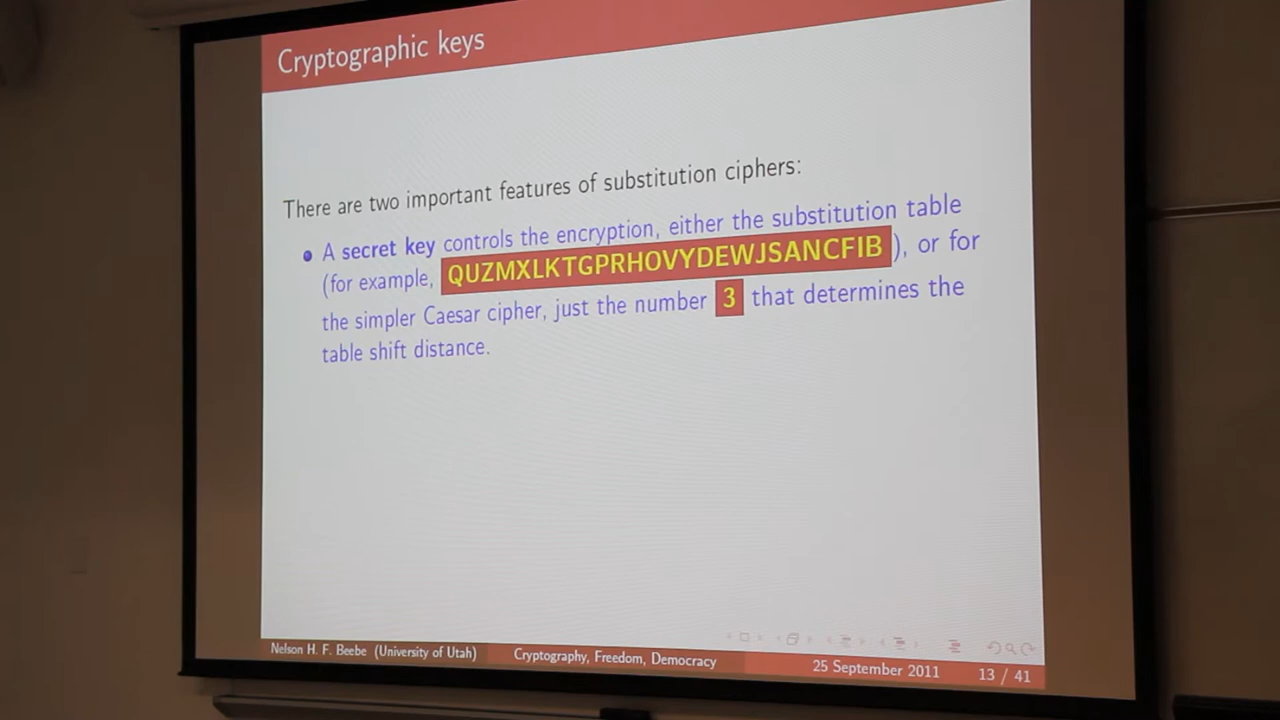 Cryptographic keys
There are two important features of substitution ciphers:
• A secret key controls the encryption, either the substitution table
(for example, QUZMXLKTGPRHOVYDEWJSANCFIB), or for
the simpler Caesar cipher, just the number 3 that determines the
table shift distance.
Nelson H. F. Beebe (University of Utah) Cryptography, Freedom, Democracy 25 September 2011 13 / 41